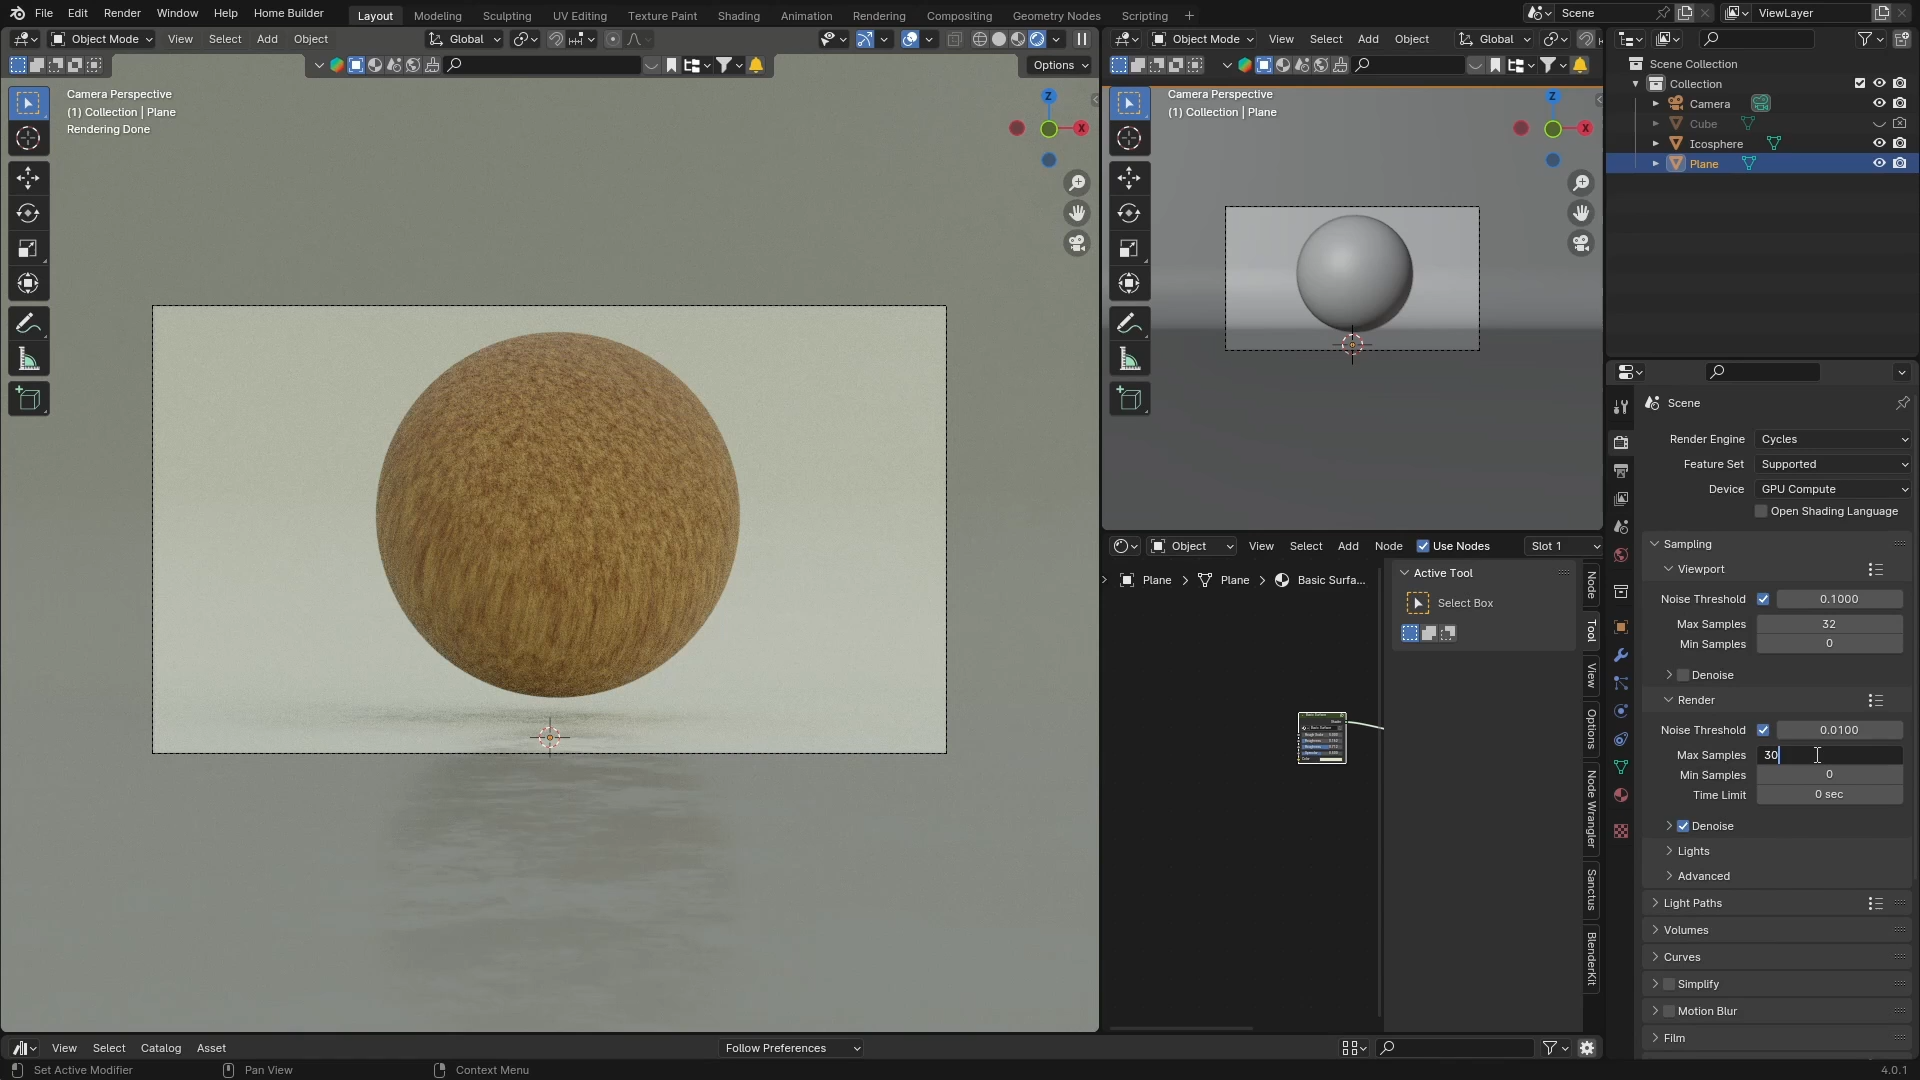 File Edit Render Window Help Home Builder Layout Modeling Sculpting UV Editing Texture Paint Shading Animation Rendering Compositing Geometry Nodes Scripting + Scene ViewLayer
Object Mode View Select Add Object Global
Options
Camera Perspective
(1) Collection | Plane
Rendering Done
Z
X
Object Mode View Select Add Object Global
Camera Perspective
(1) Collection | Plane
Z
X
Scene Collection
Collection
Camera
Cube
Icosphere
Plane
Object View Select Add Node Use Nodes Slot 1
Plane > Plane > Basic Surfa...
Active Tool
Select Box
Node
Tool
View
Options
Node Wrangler
Sanctus
BlenderKit
Scene
Render Engine Cycles
Feature Set Supported
Device GPU Compute
Open Shading Language
Sampling
Viewport
Noise Threshold 0.1000
Max Samples 32
Min Samples 0
Denoise
Render
Noise Threshold 0.0100
Max Samples 30
Min Samples 0
Time Limit 0 sec
Denoise
Lights
Advanced
Light Paths
Volumes
Curves
Simplify
Motion Blur
Film
View Select Catalog Asset Follow Preferences
Set Active Modifier Pan View Context Menu 4.0.1